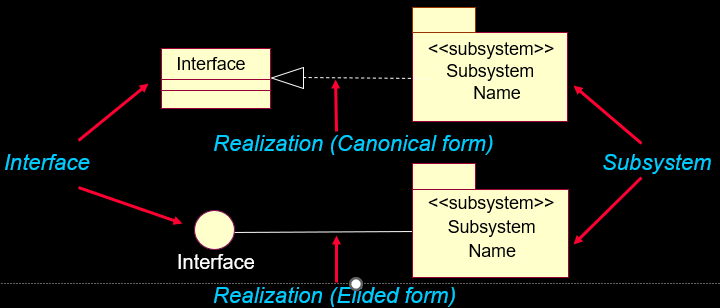 Interface
<<subsystem>>
Subsystem
Name
Realization (Canonical form)
Interface
Subsystem
<<subsystem>>
Subsystem
Name
Interface
Realization (Elided form)